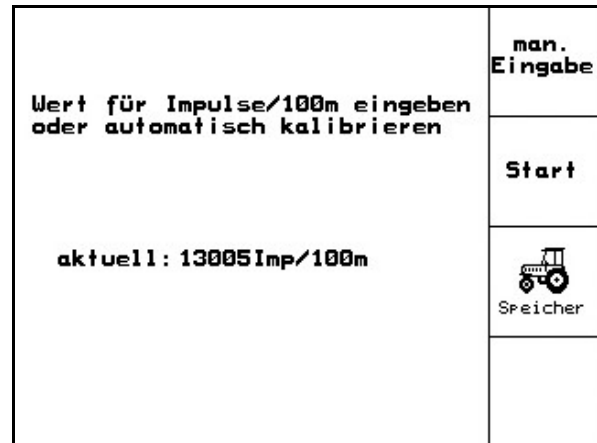 man.
Eingabe
Wert für Impulse/100m eingeben
oder automatisch kalibrieren
Start
aktuell: 13005Imp/100m
Speicher